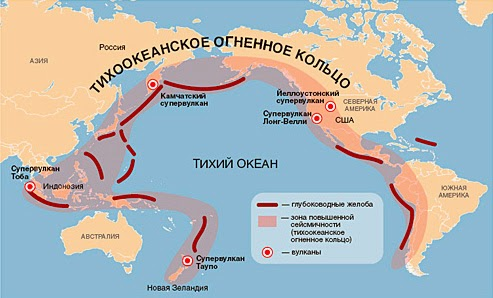 ТИХООКЕАНСКОЕ ОГНЕННОЕ КОЛЬЦО
АЗИЯ
Россия
Камчатский
супервулкан
Йеллоустонский
супервулкан
СЕВЕРНАЯ
АМЕРИКА
Супервулкан
Лонг-Велли
США
ТИХИЙ ОКЕАН
Супервулкан
Тоба
Индонезия
ЮЖНАЯ
АМЕРИКА
АВСТРАЛИЯ
Супервулкан
Таупо
Новая Зеландия
— глубоководные желоба
— зона повышенной
сейсмичности
(тихоокеанское
огненное кольцо)
— вулканы